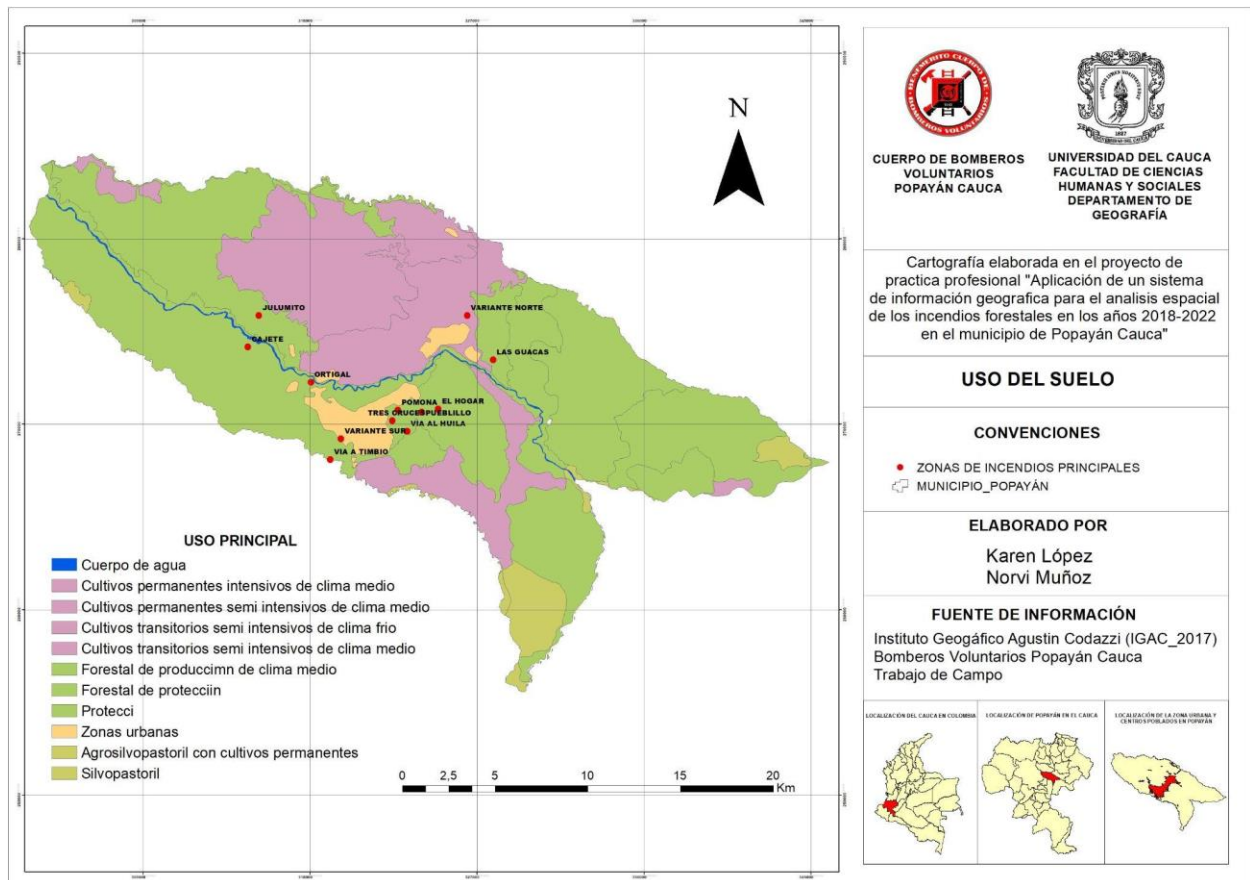 N
JULUMITO
CAJETE
ORTIGAL
VARIANTE NORTE
LAS GUACAS
POMONA
EL HOGAR
TRES CRUCES
PUEBLILLO
VIA AL HUILA
VARIANTE SUR
VIA A TIMBIO
USO PRINCIPAL
Cuerpo de agua
Cultivos permanentes intensivos de clima medio
Cultivos permanentes semi intensivos de clima medio
Cultivos transitorios semi intensivos de clima frio
Cultivos transitorios semi intensivos de clima medio
Forestal de produccimn de clima medio
Forestal de protecciin
Protecci
Zonas urbanas
Agrosilvopastoril con cultivos permanentes
Silvopastoril
0 2,5 5 10 15 20
Km
BENEMERITO CUERPO DE
BOMBEROS VOLUNTARIOS
CUERPO DE BOMBEROS
VOLUNTARIOS
POPAYÁN CAUCA
1827
UNIVERSIDAD DEL CAUCA
FACULTAD DE CIENCIAS
HUMANAS Y SOCIALES
DEPARTAMENTO DE
GEOGRAFÍA
Cartografía elaborada en el proyecto de
practica profesional "Aplicación de un sistema
de información geografica para el analisis espacial
de los incendios forestales en los años 2018-2022
en el municipio de Popayán Cauca"
USO DEL SUELO
CONVENCIONES
ZONAS DE INCENDIOS PRINCIPALES
MUNICIPIO_POPAYÁN
ELABORADO POR
Karen López
Norvi Muñoz
FUENTE DE INFORMACIÓN
Instituto Geogáfico Agustin Codazzi (IGAC_2017)
Bomberos Voluntarios Popayán Cauca
Trabajo de Campo
LOCALIZACIÓN DEL CAUCA EN COLOMBIA
LOCALIZACIÓN DE POPAYÁN EN EL CAUCA
LOCALIZACIÓN DE LA ZONA URBANA Y
CENTROS POBLADOS EN POPAYÁN